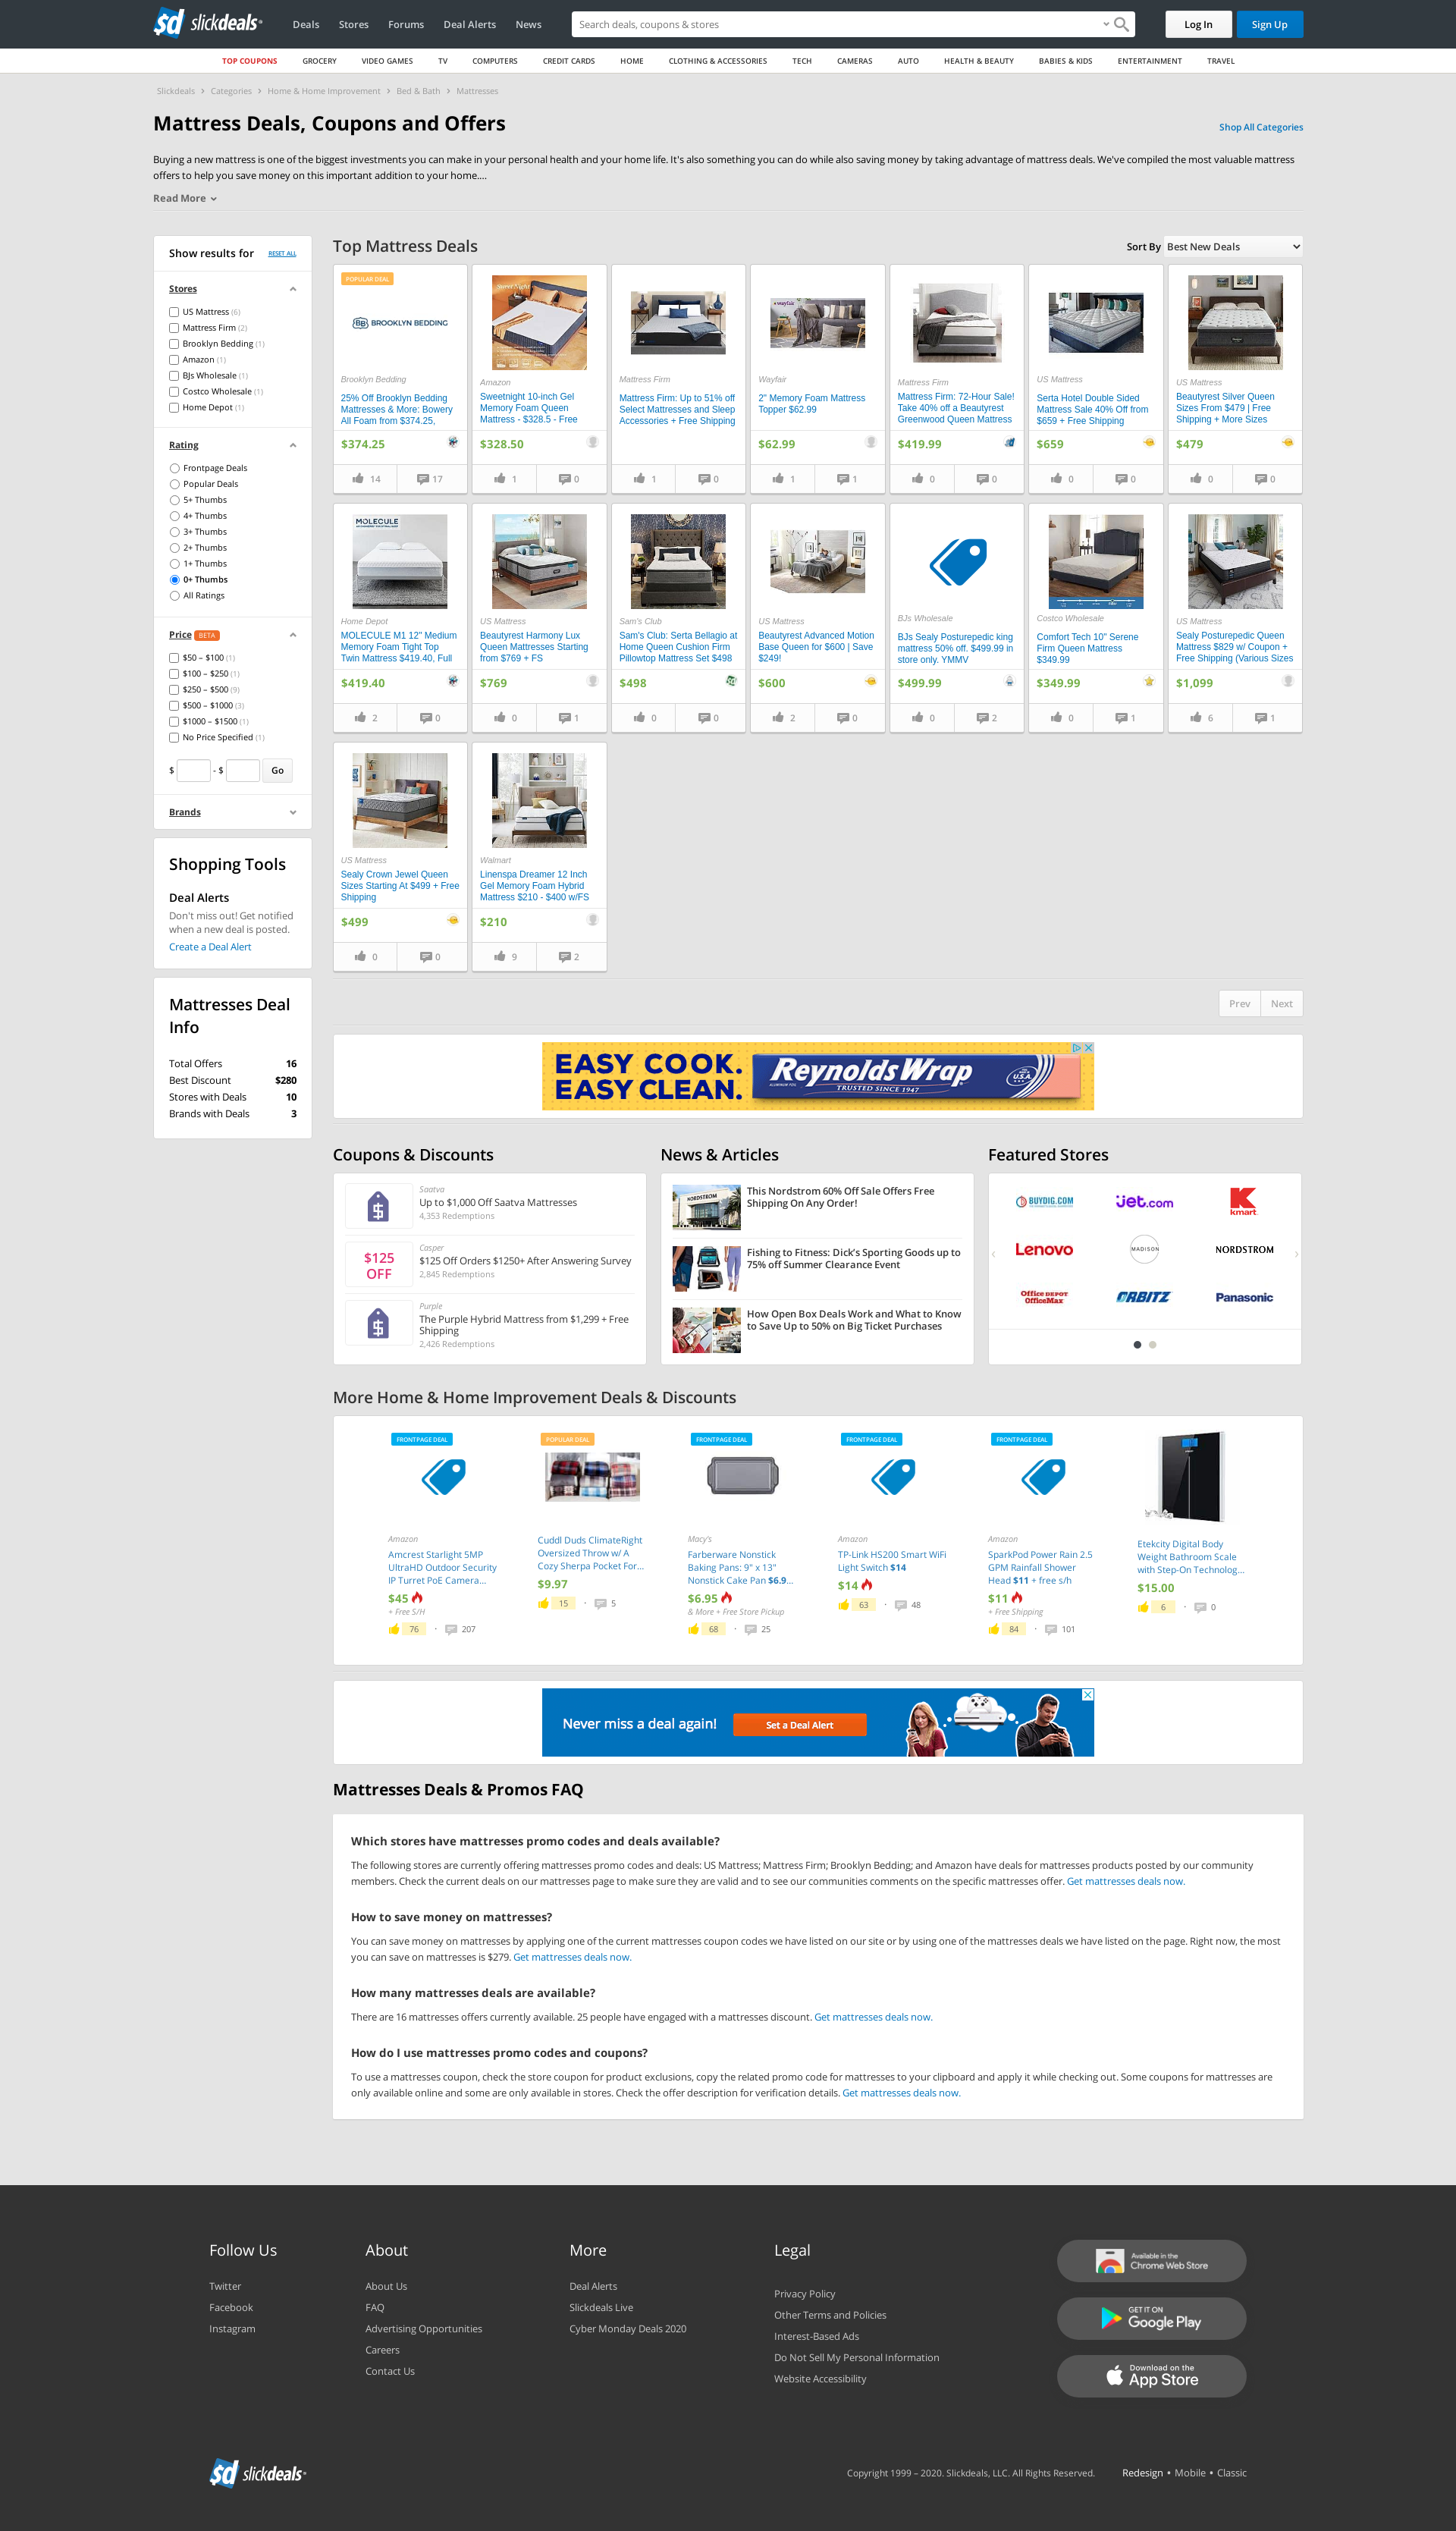 slickdeals
Deals Stores Forums Deal Alerts News
Search deals, coupons & stores
Log In Sign Up
TOP COUPONS GROCERY VIDEO GAMES TV COMPUTERS CREDIT CARDS HOME CLOTHING & ACCESSORIES TECH CAMERAS AUTO HEALTH & BEAUTY BABIES & KIDS ENTERTAINMENT TRAVEL
Slickdeals › Categories › Home & Home Improvement › Bed & Bath › Mattresses
Mattress Deals, Coupons and Offers
Shop All Categories
Buying a new mattress is one of the biggest investments you can make in your personal health and your home life. It's also something you can do while also saving money by taking advantage of mattress deals. We've compiled the most valuable mattress
offers to help you save money on this important addition to your home....
Read More
Show results for RESET ALL
Stores
US Mattress (6)
Mattress Firm (2)
Brooklyn Bedding (1)
Amazon (1)
BJs Wholesale (1)
Costco Wholesale (1)
Home Depot (1)
Rating
Frontpage Deals
Popular Deals
5+ Thumbs
4+ Thumbs
3+ Thumbs
2+ Thumbs
1+ Thumbs
0+ Thumbs
All Ratings
Price BETA
$50 – $100 (1)
$100 – $250 (1)
$250 – $500 (9)
$500 – $1000 (3)
$1000 – $1500 (1)
No Price Specified (1)
$ - $ Go
Brands
Shopping Tools
Deal Alerts
Don't miss out! Get notified
when a new deal is posted.
Create a Deal Alert
Mattresses Deal
Info
Total Offers 16
Best Discount $280
Stores with Deals 10
Brands with Deals 3
Top Mattress Deals
Sort By Best New Deals
POPULAR DEAL
BROOKLYN BEDDING
Brooklyn Bedding
25% Off Brooklyn Bedding
Mattresses & More: Bowery
All Foam from $374.25,
$374.25
14 17
Amazon
Sweetnight 10-inch Gel
Memory Foam Queen
Mattress - $328.5 - Free
$328.50
1 0
Mattress Firm
Mattress Firm: Up to 51% off
Select Mattresses and Sleep
Accessories + Free Shipping
1 0
wayfair
Wayfair
2" Memory Foam Mattress
Topper $62.99
$62.99
1 1
Mattress Firm
Mattress Firm: 72-Hour Sale!
Take 40% off a Beautyrest
Greenwood Queen Mattress
$419.99
0 0
US Mattress
Serta Hotel Double Sided
Mattress Sale 40% Off from
$659 + Free Shipping
$659
0 0
US Mattress
Beautyrest Silver Queen
Sizes From $479 | Free
Shipping + More Sizes
$479
0 0
MOLECULE
Home Depot
MOLECULE M1 12" Medium
Memory Foam Tight Top
Twin Mattress $419.40, Full
$419.40
2 0
US Mattress
Beautyrest Harmony Lux
Queen Mattresses Starting
from $769 + FS
$769
0 1
Sam's Club
Sam's Club: Serta Bellagio at
Home Queen Cushion Firm
Pillowtop Mattress Set $498
$498
0 0
US Mattress
Beautyrest Advanced Motion
Base Queen for $600 | Save
$249!
$600
2 0
BJs Wholesale
BJs Sealy Posturepedic king
mattress 50% off. $499.99 in
store only. YMMV
$499.99
0 2
Costco Wholesale
Comfort Tech 10" Serene
Firm Queen Mattress
$349.99
$349.99
0 1
US Mattress
Sealy Posturepedic Queen
Mattress $829 w/ Coupon +
Free Shipping (Various Sizes
$1,099
6 1
US Mattress
Sealy Crown Jewel Queen
Sizes Starting At $499 + Free
Shipping
$499
0 0
Walmart
Linenspa Dreamer 12 Inch
Gel Memory Foam Hybrid
Mattress $210 - $400 w/FS
$210
9 2
Prev Next
EASY COOK.
EASY CLEAN.
Reynolds Wrap
ALUMINUM FOIL
TRUSTED SINCE 1947
U.S.A.
Coupons & Discounts
Saatva
Up to $1,000 Off Saatva Mattresses
4,353 Redemptions
$125
OFF
Casper
$125 Off Orders $1250+ After Answering Survey
2,845 Redemptions
Purple
The Purple Hybrid Mattress from $1,299 + Free
Shipping
2,426 Redemptions
News & Articles
NORDSTROM
This Nordstrom 60% Off Sale Offers Free
Shipping On Any Order!
Fishing to Fitness: Dick's Sporting Goods up to
75% off Summer Clearance Event
How Open Box Deals Work and What to Know
to Save Up to 50% on Big Ticket Purchases
Featured Stores
BUYDIG.COM jet.com kmart
Lenovo MADISON NORDSTROM
Office DEPOT OfficeMax ORBITZ Panasonic
More Home & Home Improvement Deals & Discounts
FRONTPAGE DEAL
Amazon
Amcrest Starlight 5MP
UltraHD Outdoor Security
IP Turret PoE Camera...
$45
+ Free S/H
76 · 207
POPULAR DEAL
Cuddl Duds ClimateRight
Oversized Throw w/ A
Cozy Sherpa Pocket For...
$9.97
15 · 5
FRONTPAGE DEAL
Macy's
Farberware Nonstick
Baking Pans: 9" x 13"
Nonstick Cake Pan $6.9...
$6.95
& More + Free Store Pickup
68 · 25
FRONTPAGE DEAL
Amazon
TP-Link HS200 Smart WiFi
Light Switch $14
$14
63 · 48
FRONTPAGE DEAL
Amazon
SparkPod Power Rain 2.5
GPM Rainfall Shower
Head $11 + free s/h
$11
+ Free Shipping
84 · 101
Etekcity Digital Body
Weight Bathroom Scale
with Step-On Technolog...
$15.00
6 · 0
Never miss a deal again! Set a Deal Alert
Mattresses Deals & Promos FAQ
Which stores have mattresses promo codes and deals available?
The following stores are currently offering mattresses promo codes and deals: US Mattress; Mattress Firm; Brooklyn Bedding; and Amazon have deals for mattresses products posted by our community
members. Check the current deals on our mattresses page to make sure they are valid and to see our communities comments on the specific mattresses offer. Get mattresses deals now.
How to save money on mattresses?
You can save money on mattresses by applying one of the current mattresses coupon codes we have listed on our site or by using one of the mattresses deals we have listed on the page. Right now, the most
you can save on mattresses is $279. Get mattresses deals now.
How many mattresses deals are available?
There are 16 mattresses offers currently available. 25 people have engaged with a mattresses discount. Get mattresses deals now.
How do I use mattresses promo codes and coupons?
To use a mattresses coupon, check the store coupon for product exclusions, copy the related promo code for mattresses to your clipboard and apply it while checking out. Some coupons for mattresses are
only available online and some are only available in stores. Check the offer description for verification details. Get mattresses deals now.
Follow Us
Twitter
Facebook
Instagram
About
About Us
FAQ
Advertising Opportunities
Careers
Contact Us
More
Deal Alerts
Slickdeals Live
Cyber Monday Deals 2020
Legal
Privacy Policy
Other Terms and Policies
Interest-Based Ads
Do Not Sell My Personal Information
Website Accessibility
Available in the
Chrome Web Store
GET IT ON
Google Play
Download on the
App Store
slickdeals
Copyright 1999 – 2020. Slickdeals, LLC. All Rights Reserved. Redesign • Mobile • Classic